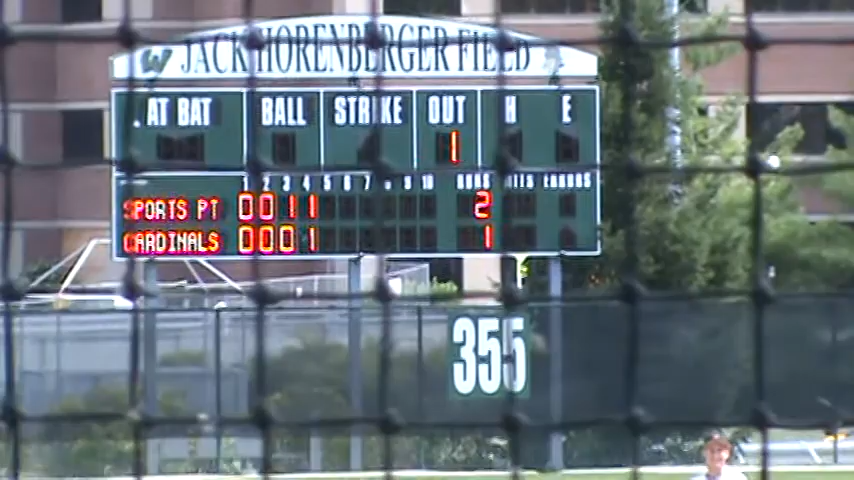 W JACK HORENBERGER FIELD
AT BAT BALL STRIKE OUT H E
1
1 2 3 4 5 6 7 8 9 10 RUNS HITS ERRORS
SPORTS PT 0 0 1 1 2
CARDINALS 0 0 0 1 1
355